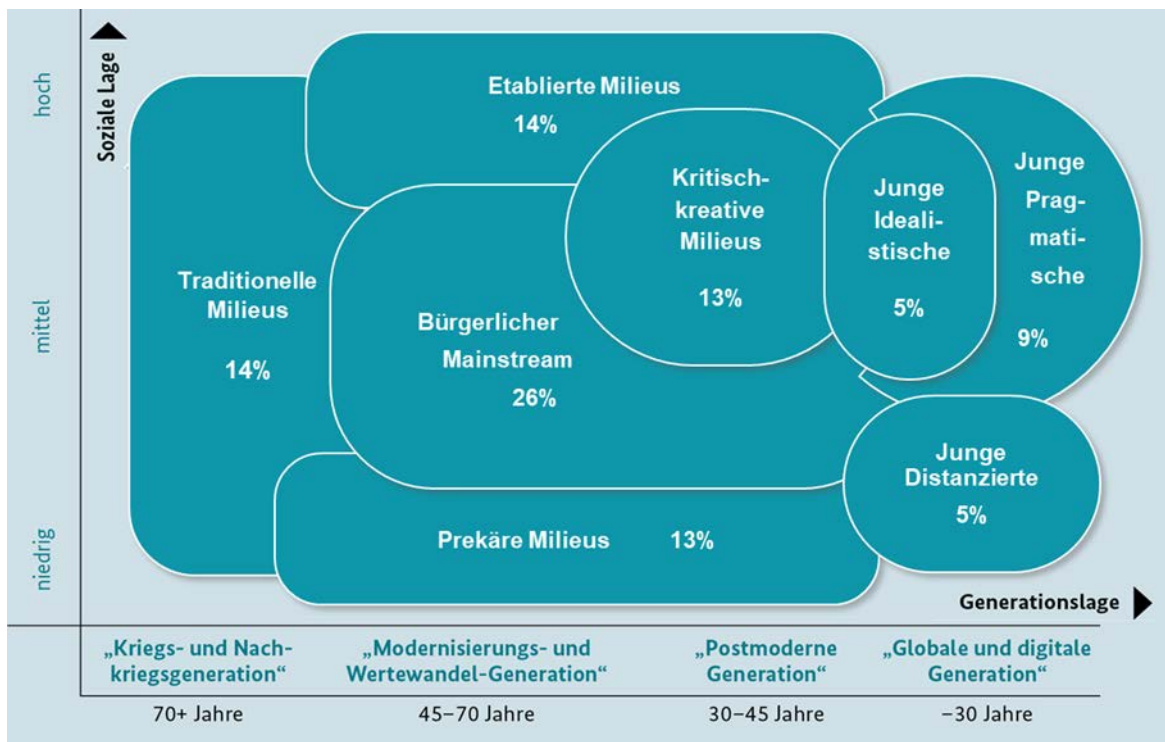 Soziale Lage
hoch
mittel
niedrig
Etablierte Milieus
14%
Kritisch-
kreative
Milieus
13%
Junge
Ideali-
stische
5%
Junge
Prag-
mati-
sche
9%
Traditionelle
Milieus
14%
Bürgerlicher
Mainstream
26%
Junge
Distanzierte
5%
Prekäre Milieus 13%
Generationslage
„Kriegs- und Nach-
kriegsgeneration“
70+ Jahre
„Modernisierungs- und
Wertewandel-Generation“
45–70 Jahre
„Postmoderne
Generation“
30–45 Jahre
„Globale und digitale
Generation“
–30 Jahre